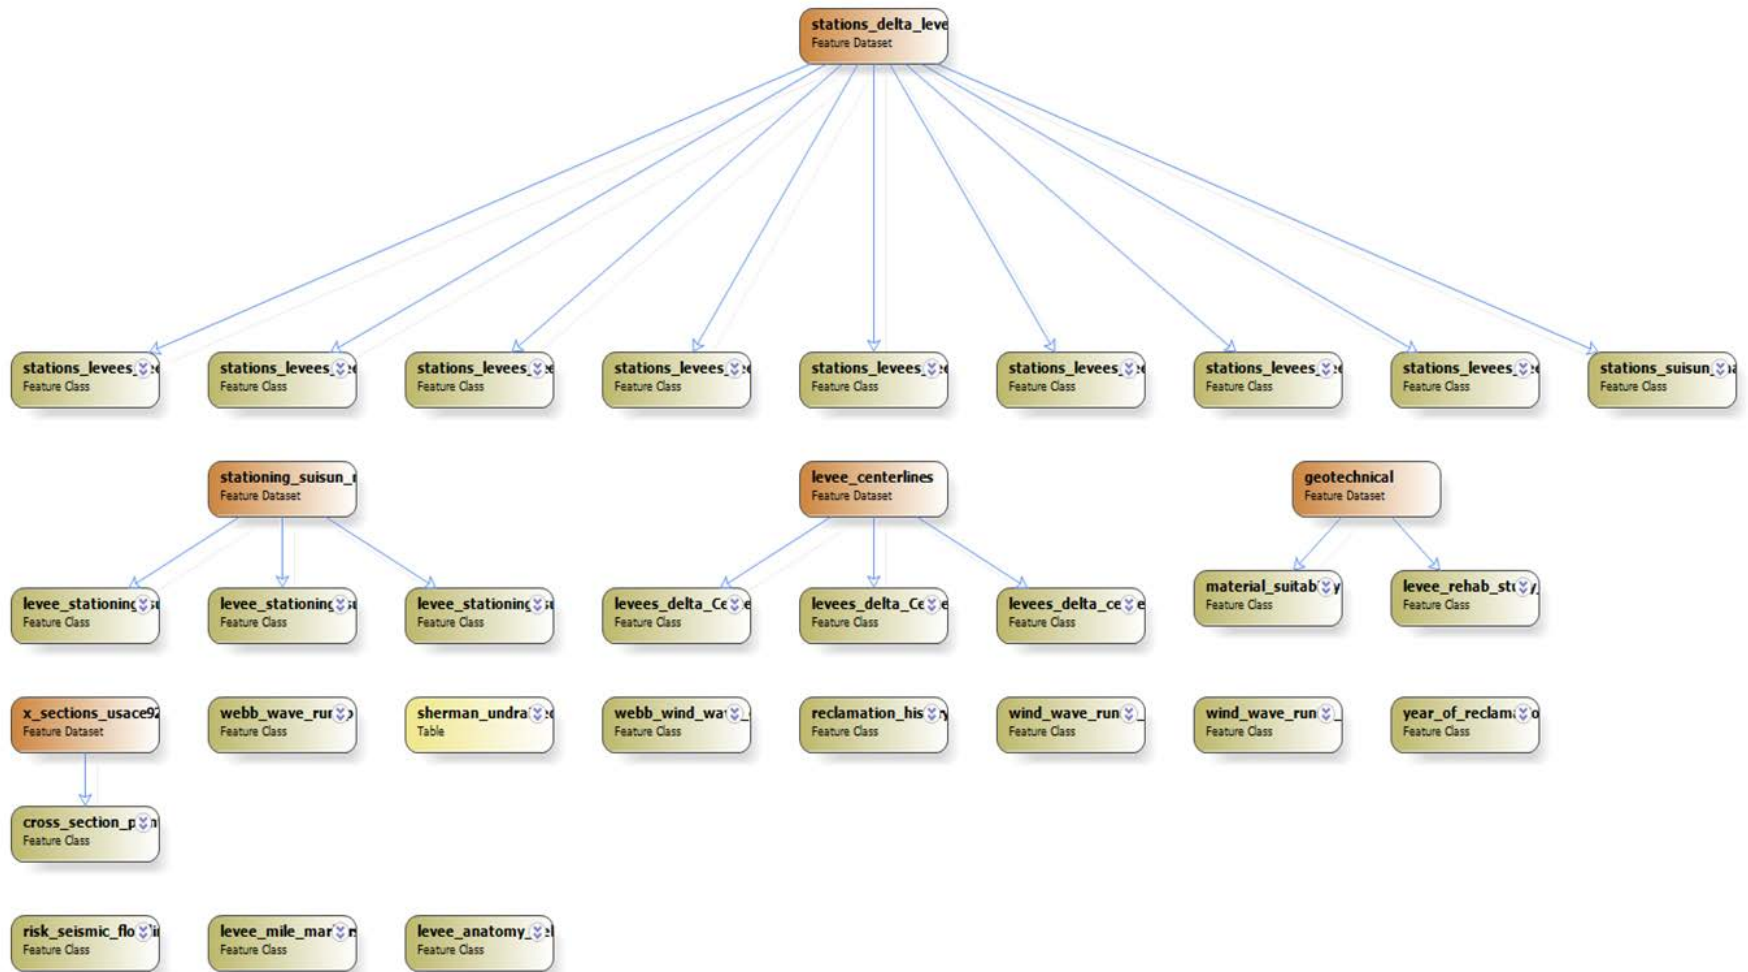 stations_delta_leve
Feature Dataset
stations_levees_
Feature Class
stations_levees_
Feature Class
stations_levees_
Feature Class
stations_levees_
Feature Class
stations_levees_
Feature Class
stations_levees_
Feature Class
stations_levees_
Feature Class
stations_levees_
Feature Class
stations_suisun_
Feature Class
stationing_suisun_
Feature Dataset
levee_centerlines
Feature Dataset
geotechnical
Feature Dataset
levee_stationing
Feature Class
levee_stationing
Feature Class
levee_stationing
Feature Class
levees_delta_Ce
Feature Class
levees_delta_Ce
Feature Class
levees_delta_ce
Feature Class
material_suitab
Feature Class
levee_rehab_st
Feature Class
x_sections_usace92
Feature Dataset
webb_wave_ru
Feature Class
sherman_undra
Table
webb_wind_wa
Feature Class
reclamation_his
Feature Class
wind_wave_run
Feature Class
wind_wave_run
Feature Class
year_of_reclama
Feature Class
cross_section_p
Feature Class
risk_seismic_flo
Feature Class
levee_mile_mar
Feature Class
levee_anatomy_
Feature Class